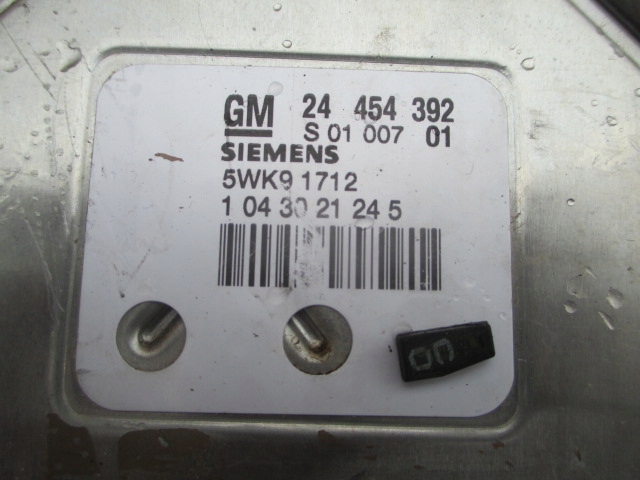 GM 24 454 392
S 01 007 01
SIEMENS
5WK9 1712
1 04 30 21 24 5